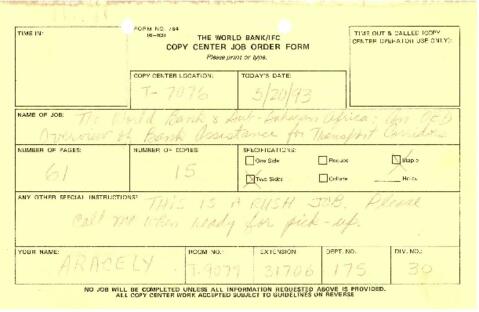 FORM NO. 784
TIME IN:
THE WORLD BANK/IFC
COPY CENTER JOB ORDER FORM
Please print or type.
TIME OUT & CALLED (COPY
CENTER OPERATOR USE ONLY):
COPY CENTER LOCATION:
T-7076
TODAY'S DATE:
5/20/93
NAME OF JOB: The World Bank & Sub-Saharan Africa: An OED
Overview of Bank Assistance for Transport Corridors
NUMBER OF PAGES:
61
NUMBER OF COPIES
15
SPECIFICATIONS:
One Side
Reduce
Staple
Two Sides
Collate
Holes
ANY OTHER SPECIAL INSTRUCTIONS: THIS IS A RUSH JOB. Please
Call me when ready for pick-up.
YOUR NAME:
ARACELY
ROOM NO.
T-9077
EXTENSION
31706
DEPT. NO.
175
DIV. NO.:
30
NO JOB WILL BE COMPLETED UNLESS ALL INFORMATION REQUESTED ABOVE IS PROVIDED.
ALL COPY CENTER WORK ACCEPTED SUBJECT TO GUIDELINES ON REVERSE